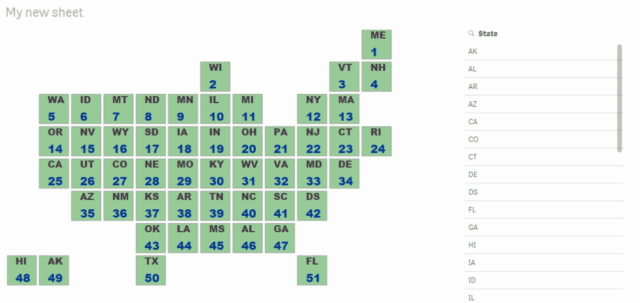 My new sheet
ME
1
WI VT NH
2 3 4
WA ID MT ND MN IL MI NY MA
5 6 7 8 9 10 11 12 13
OR NV WY SD IA IN OH PA NJ CT RI
14 15 16 17 18 19 20 21 22 23 24
CA UT CO NE MO KY WV VA MD DE
25 26 27 28 29 30 31 32 33 34
AZ NM KS AR TN NC SC DS
35 36 37 38 39 40 41 42
OK LA MS AL GA
43 44 45 46 47
HI AK TX FL
48 49 50 51
State
AK
AL
AR
AZ
CA
CO
CT
DE
DS
FL
GA
HI
IA
ID
IL